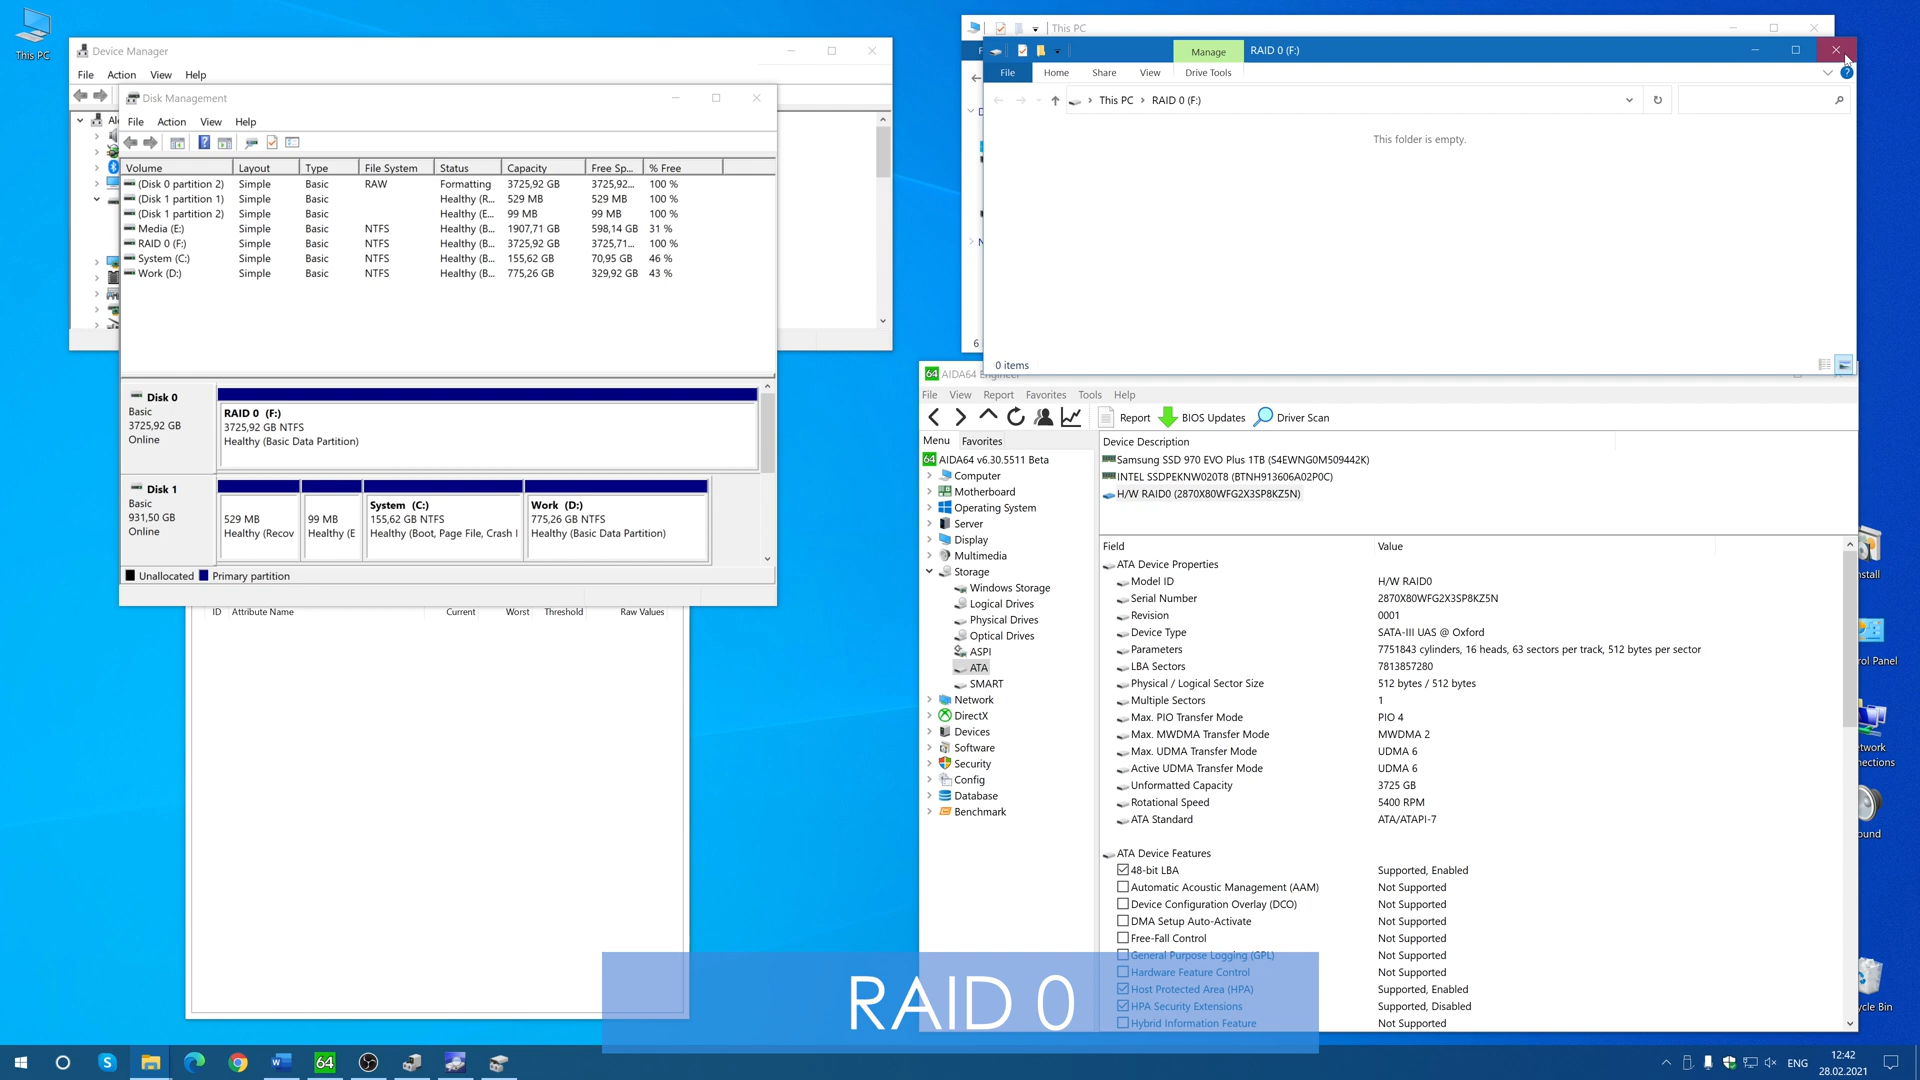 This PC
Device Manager
File Action View Help
Disk Management
File Action View Help
Volume Layout Type File System Status Capacity Free Sp... % Free
(Disk 0 partition 2) Simple Basic RAW Formatting 3725,92 GB 3725,92... 100 %
(Disk 1 partition 1) Simple Basic Healthy (R... 529 MB 529 MB 100 %
(Disk 1 partition 2) Simple Basic Healthy (E... 99 MB 99 MB 100 %
Media (E:) Simple Basic NTFS Healthy (B... 1907,71 GB 598,14 GB 31 %
RAID 0 (F:) Simple Basic NTFS Healthy (B... 3725,92 GB 3725,71... 100 %
System (C:) Simple Basic NTFS Healthy (B... 155,62 GB 70,95 GB 46 %
Work (D:) Simple Basic NTFS Healthy (B... 775,26 GB 329,92 GB 43 %
Disk 0
Basic
3725,92 GB
Online
RAID 0 (F:)
3725,92 GB NTFS
Healthy (Basic Data Partition)
Disk 1
Basic
931,50 GB
Online
529 MB
Healthy (Recov
99 MB
Healthy (E
System (C:)
155,62 GB NTFS
Healthy (Boot, Page File, Crash I
Work (D:)
775,26 GB NTFS
Healthy (Basic Data Partition)
Unallocated Primary partition
ID Attribute Name Current Worst Threshold Raw Values
This PC
Manage RAID 0 (F:)
File Home Share View Drive Tools
This PC > RAID 0 (F:)
This folder is empty.
6
0 items
64 AIDA64 Engineer
File View Report Favorites Tools Help
Report BIOS Updates Driver Scan
Menu Favorites
64 AIDA64 v6.30.5511 Beta
Computer
Motherboard
Operating System
Server
Display
Multimedia
Storage
Windows Storage
Logical Drives
Physical Drives
Optical Drives
ASPI
ATA
SMART
Network
DirectX
Devices
Software
Security
Config
Database
Benchmark
Device Description
Samsung SSD 970 EVO Plus 1TB (S4EWNG0M509442K)
INTEL SSDPEKNW020T8 (BTNH913606A02P0C)
H/W RAID0 (2870X80WFG2X3SP8KZ5N)
Field Value
ATA Device Properties
Model ID H/W RAID0
Serial Number 2870X80WFG2X3SP8KZ5N
Revision 0001
Device Type SATA-III UAS @ Oxford
Parameters 7751843 cylinders, 16 heads, 63 sectors per track, 512 bytes per sector
LBA Sectors 7813857280
Physical / Logical Sector Size 512 bytes / 512 bytes
Multiple Sectors 1
Max. PIO Transfer Mode PIO 4
Max. MWDMA Transfer Mode MWDMA 2
Max. UDMA Transfer Mode UDMA 6
Active UDMA Transfer Mode UDMA 6
Unformatted Capacity 3725 GB
Rotational Speed 5400 RPM
ATA Standard ATA/ATAPI-7
ATA Device Features
48-bit LBA Supported, Enabled
Automatic Acoustic Management (AAM) Not Supported
Device Configuration Overlay (DCO) Not Supported
DMA Setup Auto-Activate Not Supported
Free-Fall Control Not Supported
General Purpose Logging (GPL) Not Supported
Hardware Feature Control Not Supported
Host Protected Area (HPA) Supported, Enabled
HPA Security Extensions Supported, Disabled
Hybrid Information Feature Not Supported
RAID 0
stall
rol Panel
twork
nections
ound
ycle Bin
64
ENG
12:42
28.02.2021